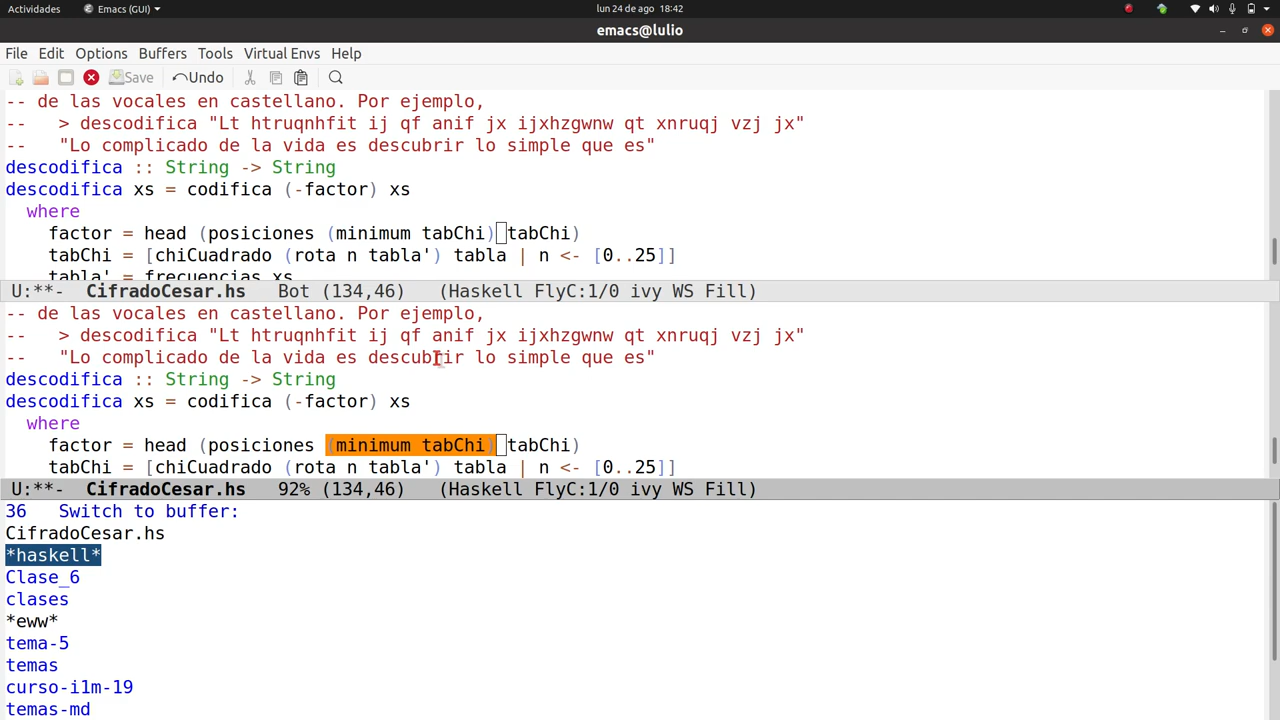 Actividades Emacs (GUI) lun 24 de ago 18:42
emacs@lulio
File Edit Options Buffers Tools Virtual Envs Help
Save Undo
-- de las vocales en castellano. Por ejemplo,
-- > descodifica "Lt htruqnhfit ij qf anif jx ijxhzgwnw qt xnruqj vzj jx"
-- "Lo complicado de la vida es descubrir lo simple que es"
descodifica :: String -> String
descodifica xs = codifica (-factor) xs
where
factor = head (posiciones (minimum tabChi) tabChi)
tabChi = [chiCuadrado (rota n tabla') tabla | n <- [0..25]]
tabla' = frecuencias xs
U:**- CifradoCesar.hs Bot (134,46) (Haskell FlyC:1/0 ivy WS Fill)
-- de las vocales en castellano. Por ejemplo,
-- > descodifica "Lt htruqnhfit ij qf anif jx ijxhzgwnw qt xnruqj vzj jx"
-- "Lo complicado de la vida es descubrir lo simple que es"
descodifica :: String -> String
descodifica xs = codifica (-factor) xs
where
factor = head (posiciones (minimum tabChi) tabChi)
tabChi = [chiCuadrado (rota n tabla') tabla | n <- [0..25]]
U:**- CifradoCesar.hs 92% (134,46) (Haskell FlyC:1/0 ivy WS Fill)
36 Switch to buffer:
CifradoCesar.hs
*haskell*
Clase_6
clases
*eww*
tema-5
temas
curso-i1m-19
temas-md